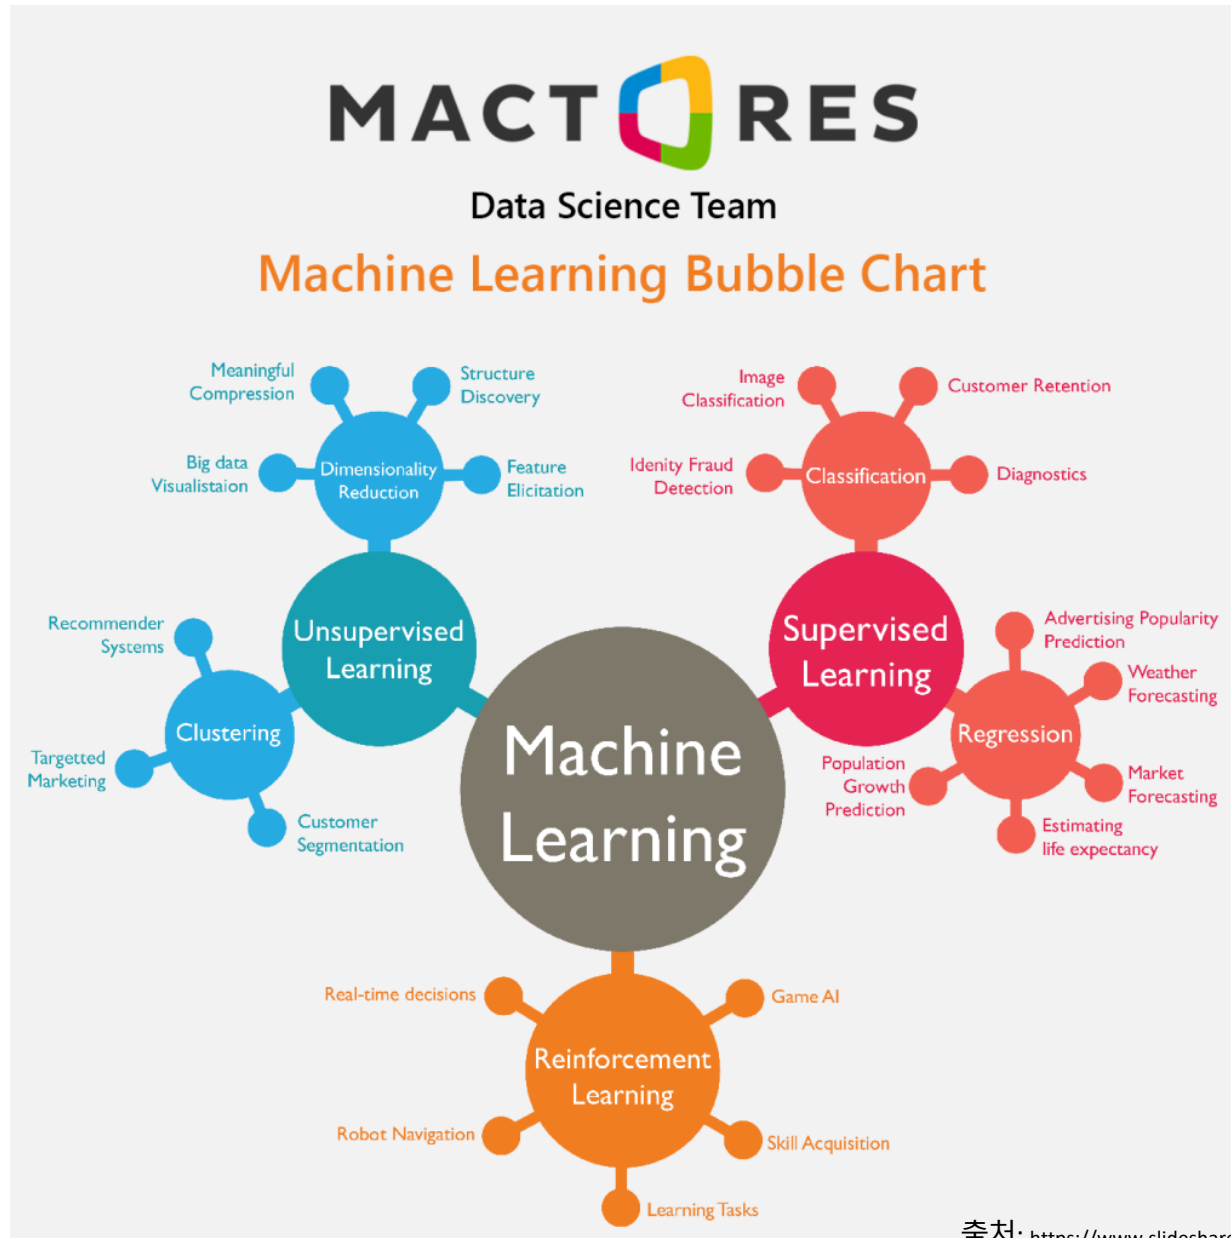 MACTORES
Data Science Team
Machine Learning Bubble Chart
Meaningful
Compression
Structure
Discovery
Big data
Visualistaion
Dimensionality
Reduction
Feature
Elicitation
Image
Classification
Customer Retention
Idenity Fraud
Detection
Classification
Diagnostics
Unsupervised
Learning
Supervised
Learning
Recommender
Systems
Clustering
Targetted
Marketing
Customer
Segmentation
Advertising Popularity
Prediction
Weather
Forecasting
Regression
Population
Growth
Prediction
Market
Forecasting
Estimating
life expectancy
Machine
Learning
Real-time decisions
Game AI
Reinforcement
Learning
Robot Navigation
Skill Acquisition
Learning Tasks
출처: https://www.slideshar